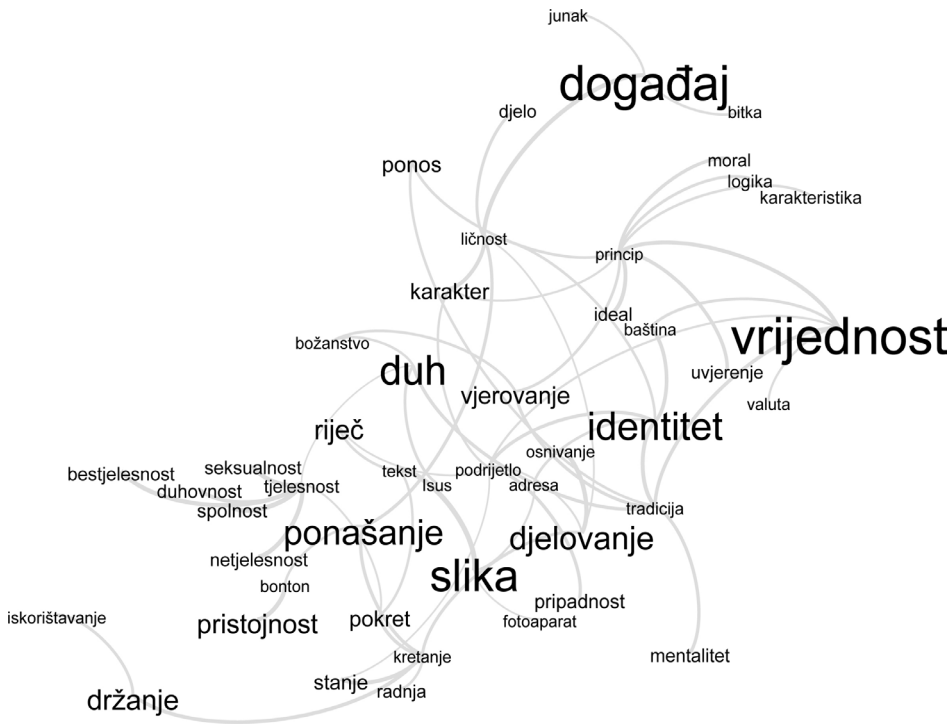 junak
događaj
djelo
bitka
ponos
moral
logika
karakteristika
ličnost
princip
karakter
ideal
baština
vrijednost
božanstvo
duh
uvjerenje
vjerovanje
valuta
riječ
identitet
osnivanje
seksualnost
bestjelesnost
tekst
podrijetlo
duhovnost
tjelesnost
Isus
adresa
spolnost
tradicija
ponašanje
djelovanje
netjelesnost
slika
bonton
pripadnost
iskorištavanje
pristojnost
pokret
fotoaparat
kretanje
mentalitet
stanje
radnja
držanje